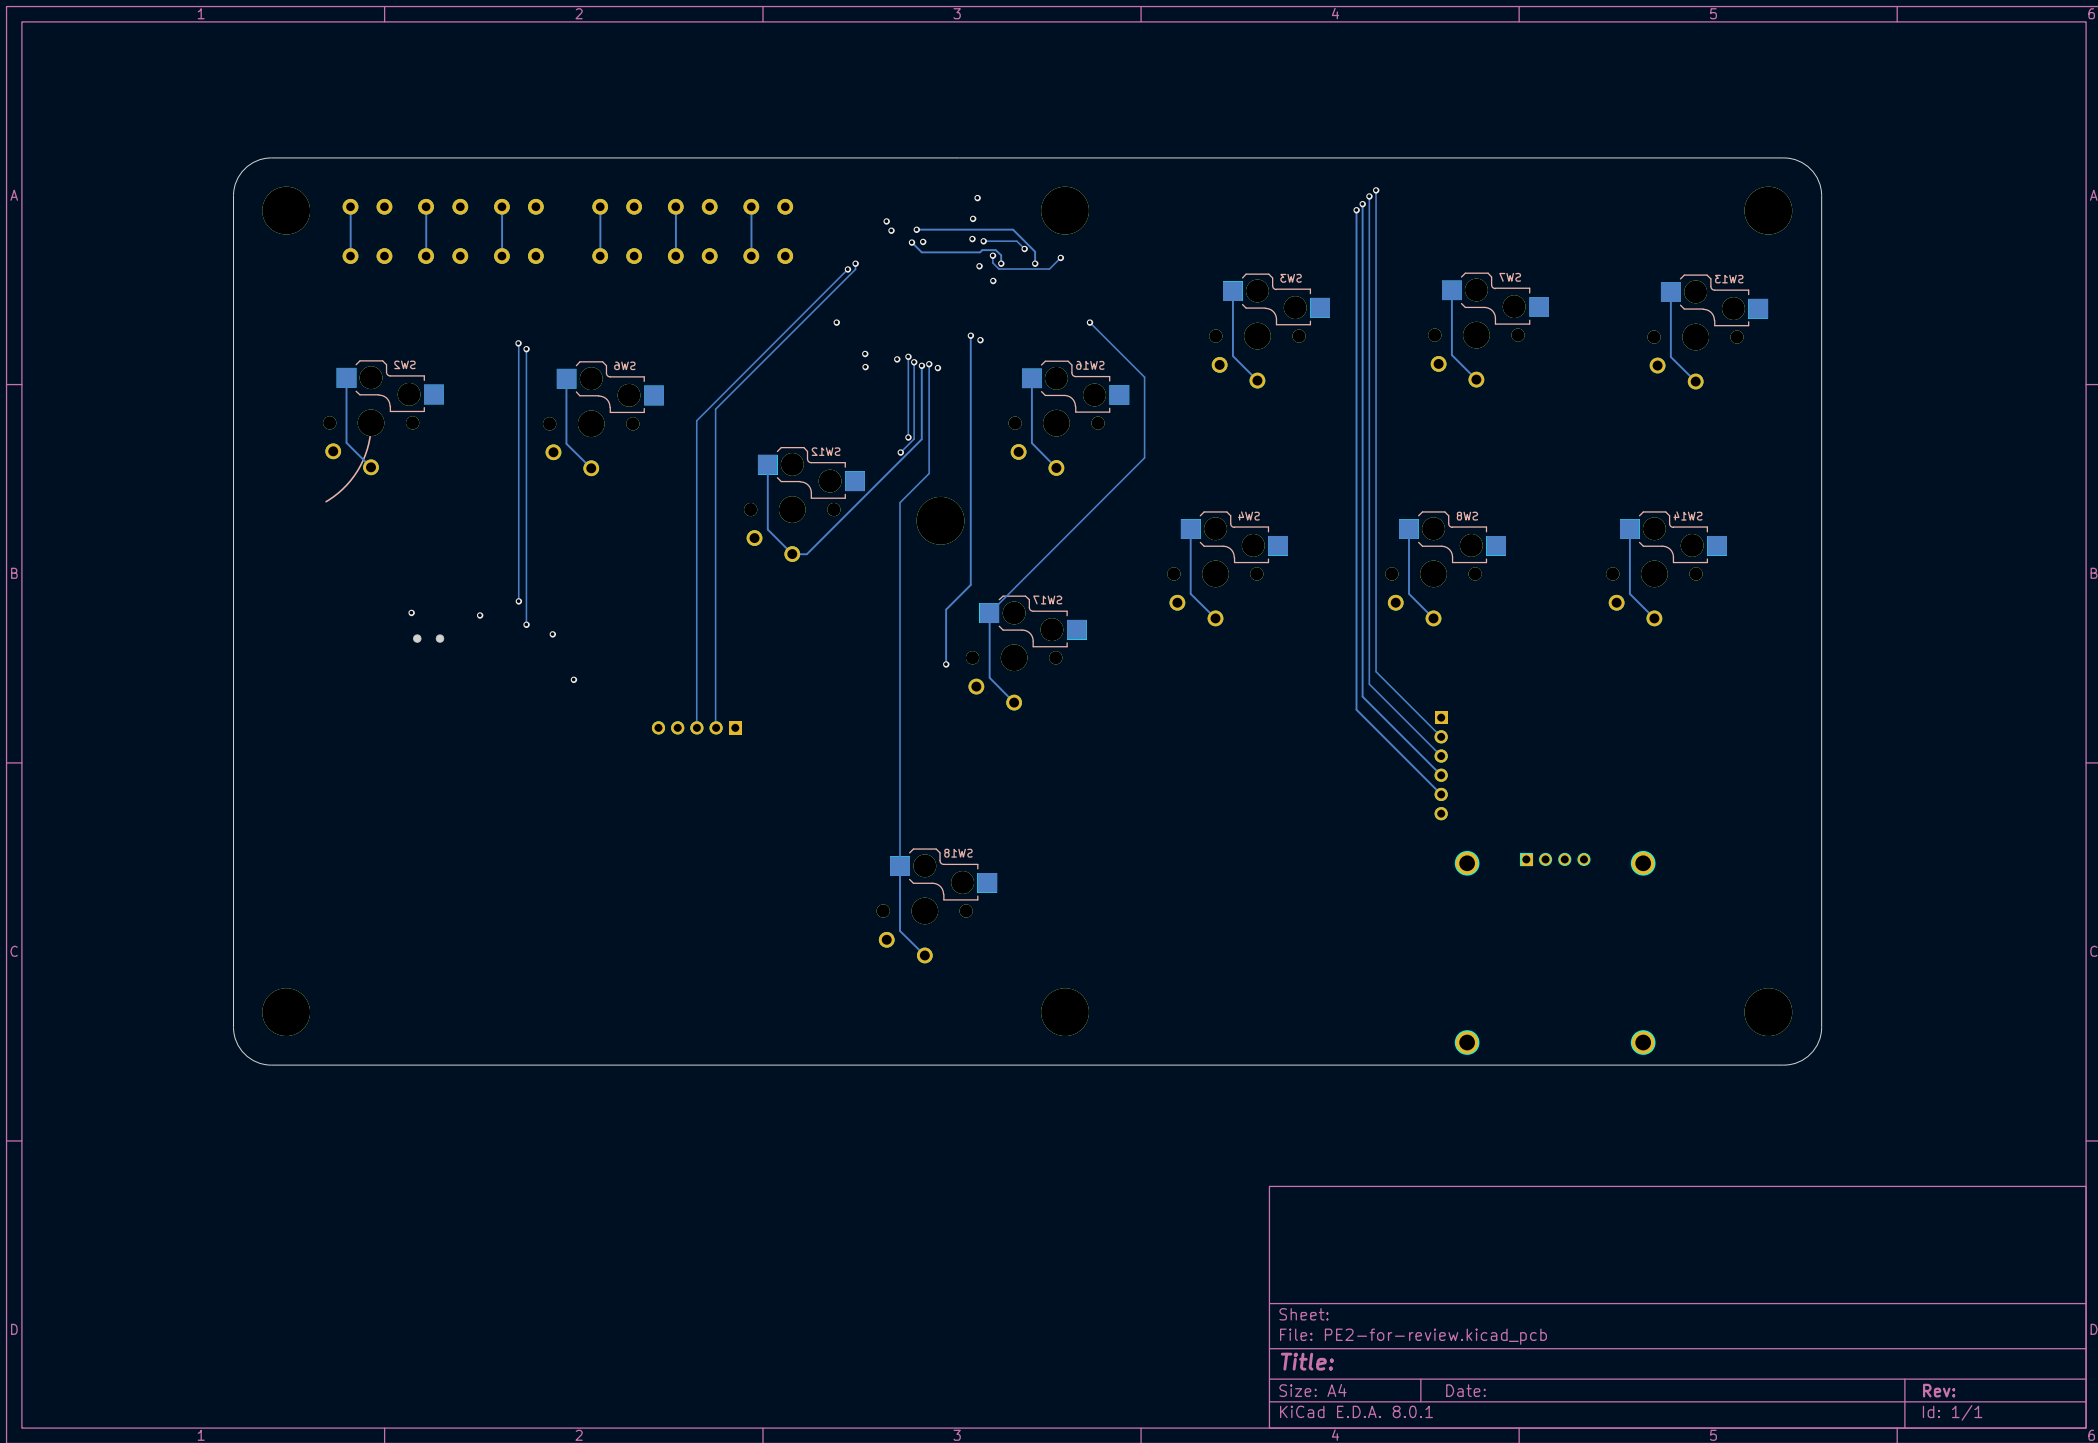 1 2 3 4 5 6
A A
SW3 SW7 SW13
SW2 SW6 SW16
SW12
SW4 SW8 SW14
B B
SW17
SW18
C C
Sheet:
File: PE2-for-review.kicad_pcb
D D
Title:
Size: A4 Date: Rev:
KiCad E.D.A. 8.0.1 Id: 1/1
1 2 3 4 5 6